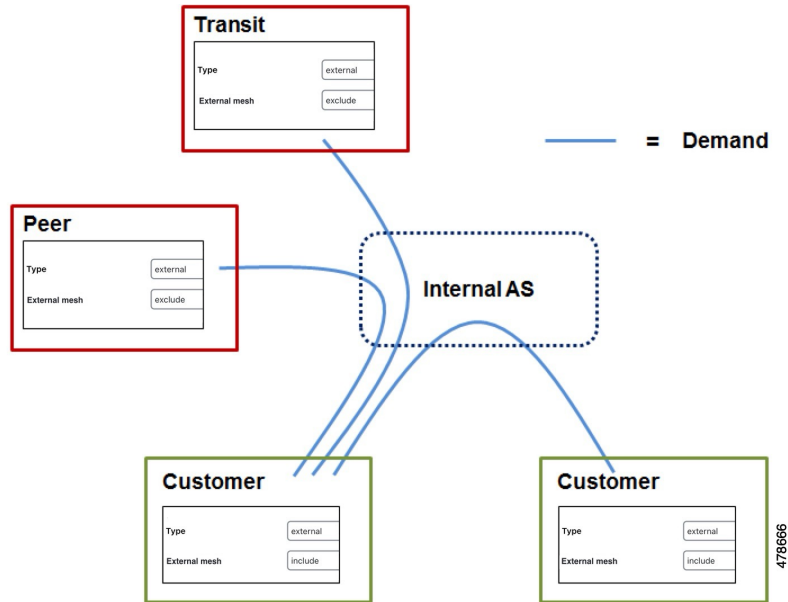 Transit
Type external
External mesh exclude
= Demand
Peer
Type external
External mesh exclude
Internal AS
Customer
Type external
External mesh include
Customer
Type external
External mesh include
478666